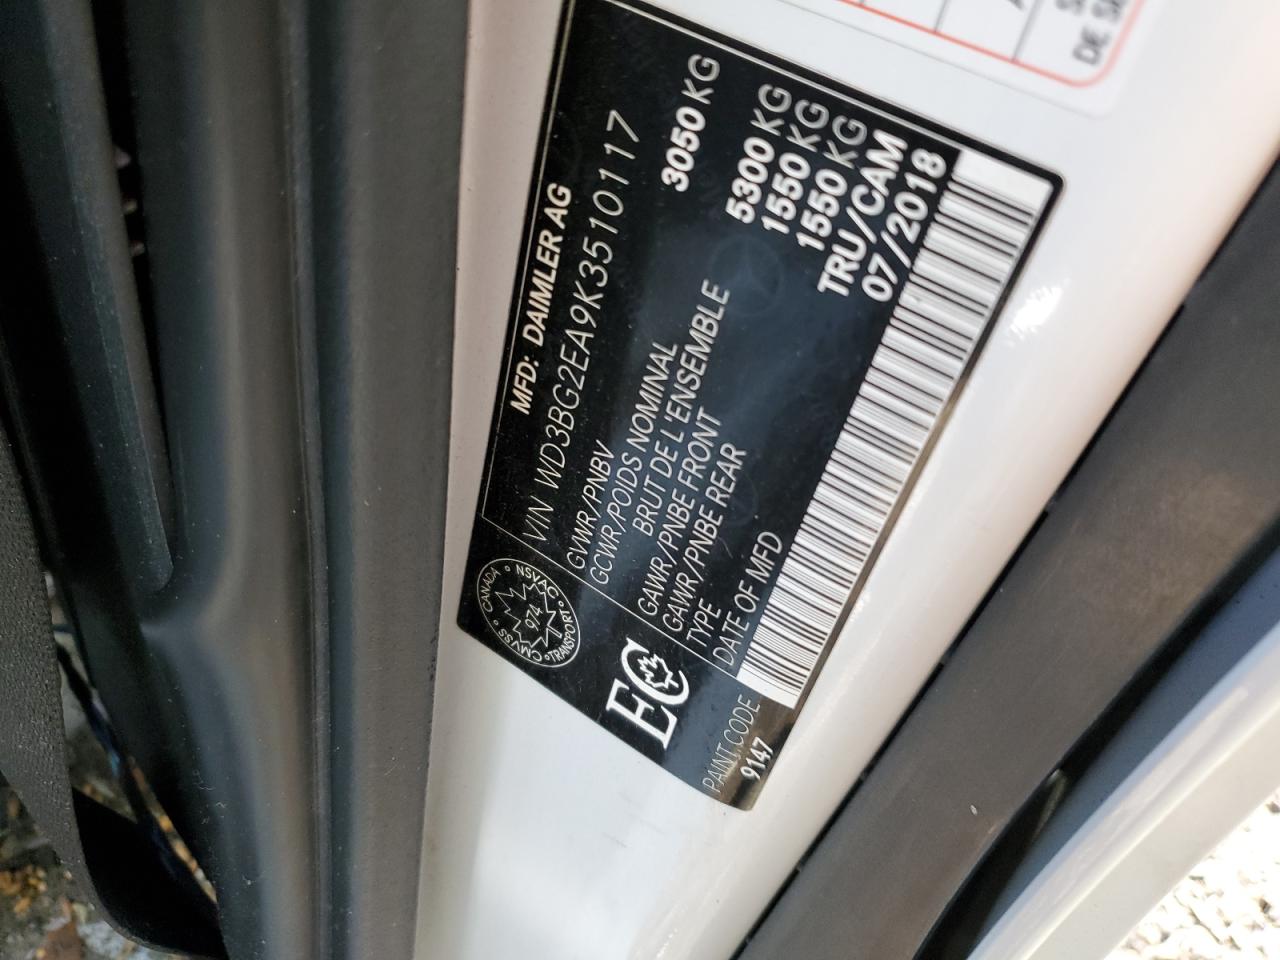 MFD: DAIMLER AG
VIN WD3BG2EA9K3510117
GVWR/PNBV 3050 KG
GCWR/POIDS NOMINAL
BRUT DE L'ENSEMBLE 5300 KG
GAWR/PNBE FRONT 1550 KG
GAWR/PNBE REAR 1550 KG
TYPE TRU/CAM
DATE OF MFD 07/2018
CANADA
NSVAC
TRANSPORT
CMVSS
974
T
EC
PAINT CODE
9147
DE